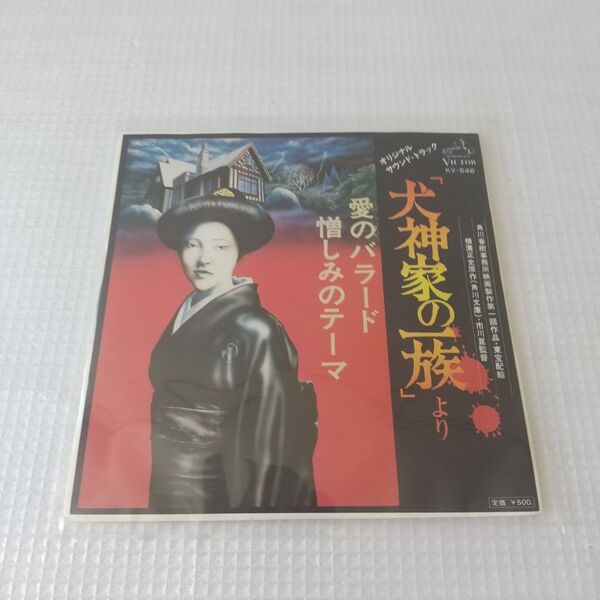 STEREO
オリジナル
サウンド・トラック
VICTOR
KV-546
「犬神家の一族」より
角川春樹事務所映画製作第一回作品・東宝配給
横溝正史原作(角川文庫)・市川崑監督
愛のバラード
憎しみのテーマ
定価 ¥500.